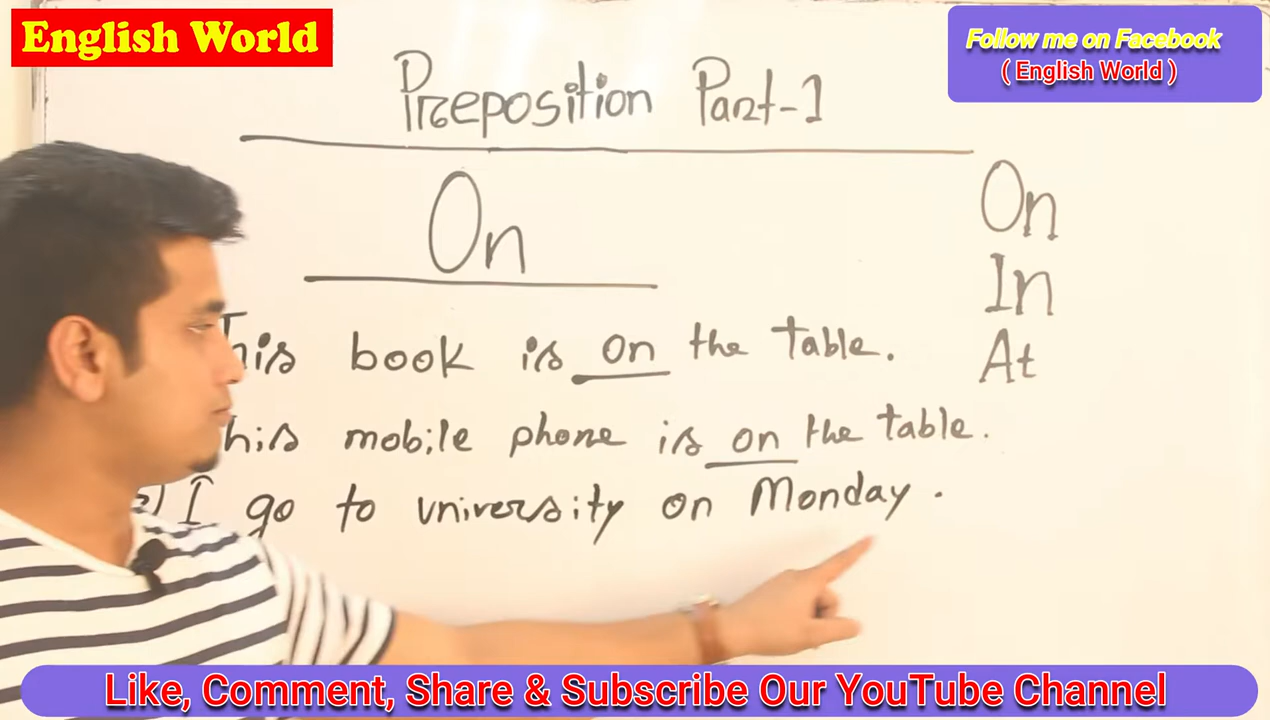 English World
Follow me on Facebook
( English World )
Preposition Part-1
On
On
In
At
This book is on the table.
his mobile phone is on the table.
I go to university on Monday.
Like, Comment, Share & Subscribe Our YouTube Channel